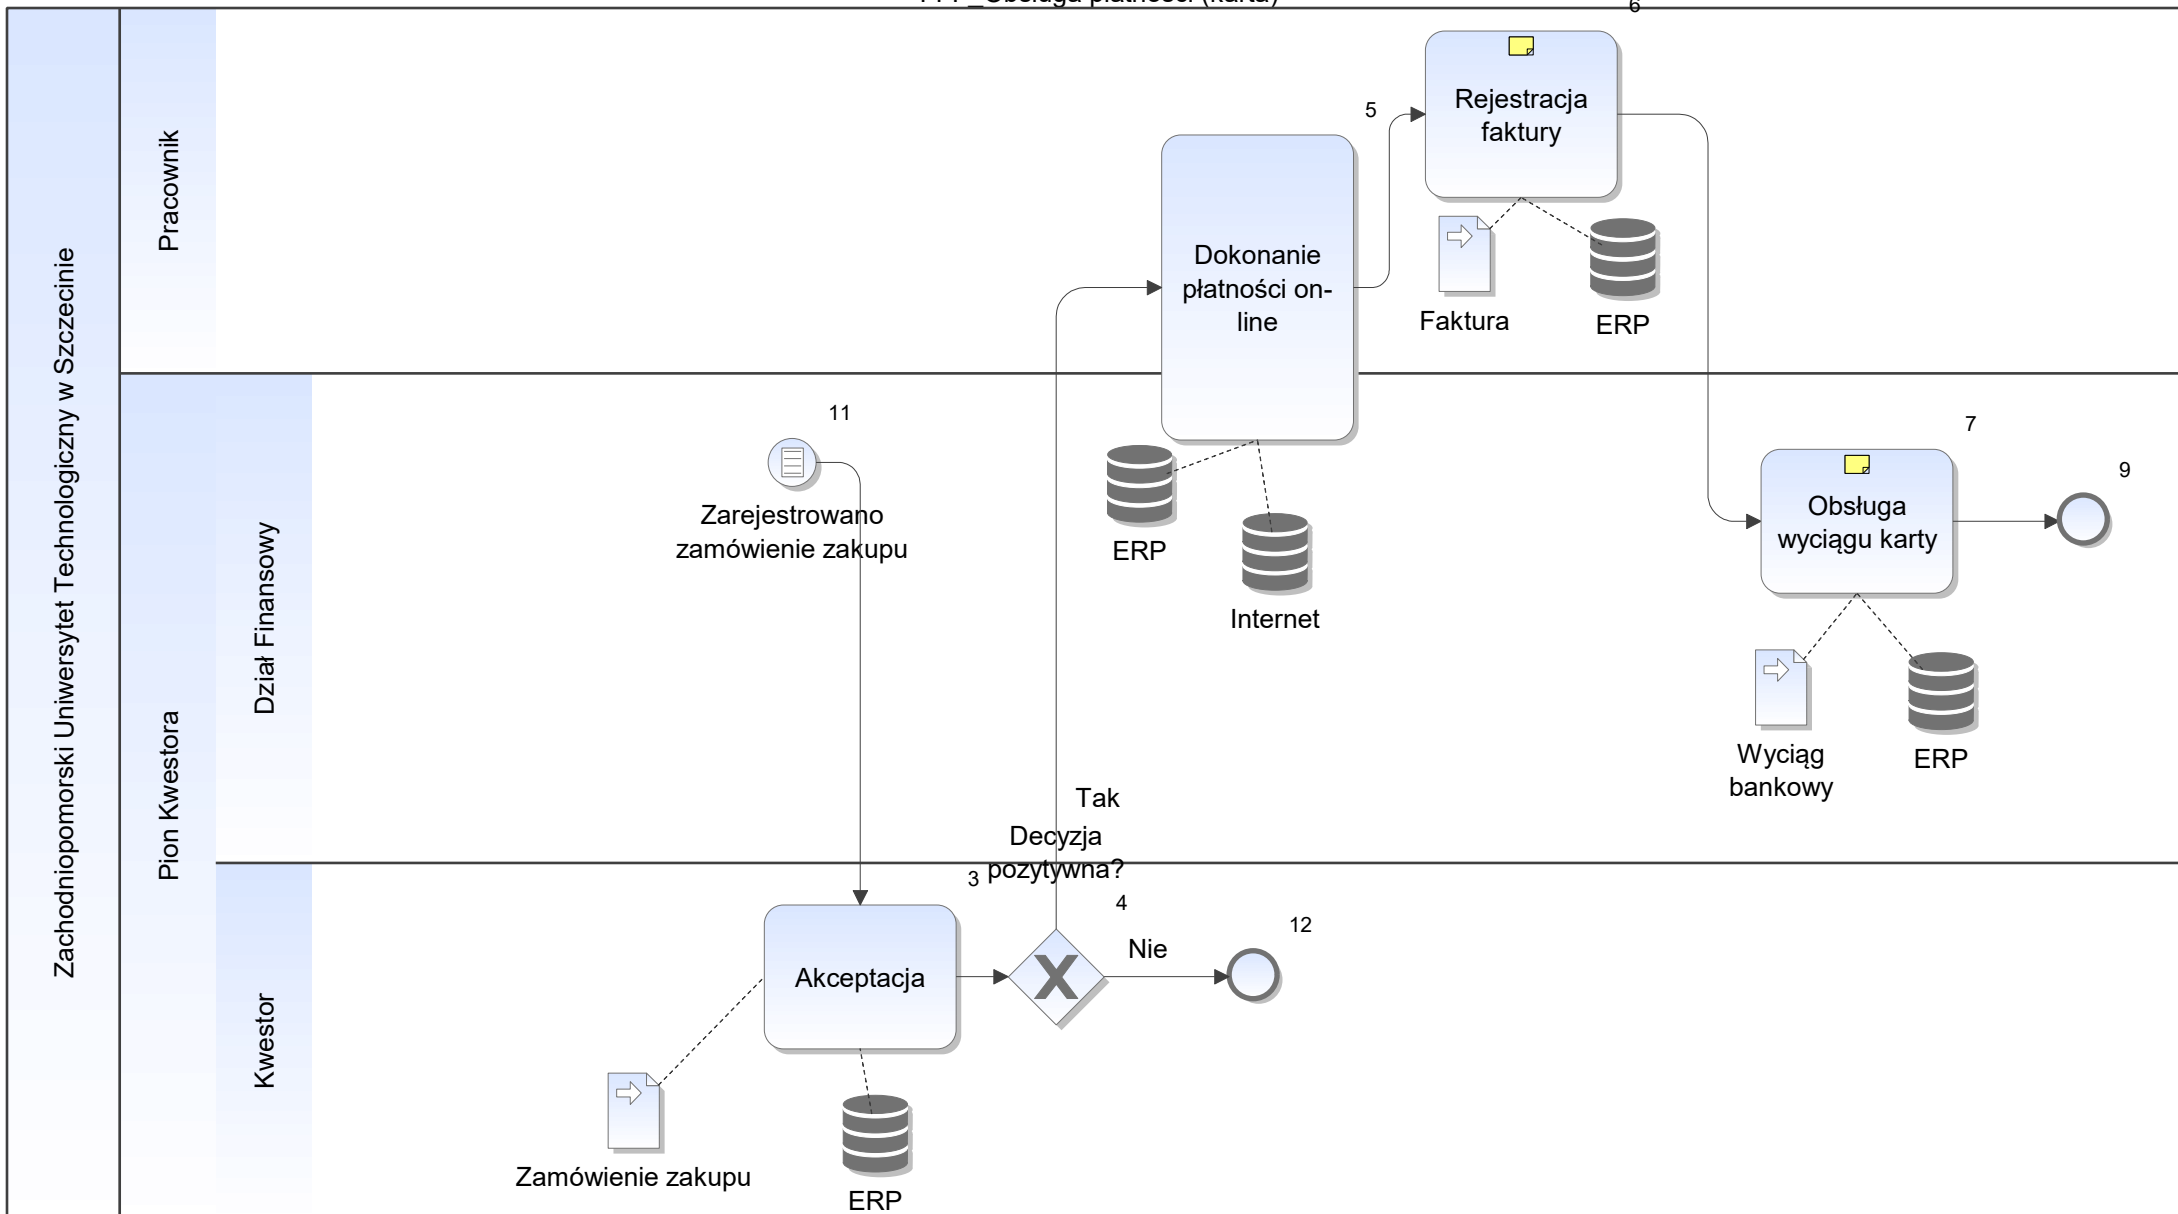 (karta)
6
Zachodniopomorski Uniwersytet Technologiczny w Szczecinie
Pracownik
Rejestracja
faktury
5
Dokonanie
płatności on-
line
Faktura
ERP
Pion Kwestora
Dział Finansowy
11
Zarejestrowano
zamówienie zakupu
ERP
Internet
7
Obsługa
wyciągu karty
9
Wyciąg
bankowy
ERP
Tak
Decyzja
pozytywna?
Kwestor
3
4
Akceptacja
Nie
12
Zamówienie zakupu
ERP